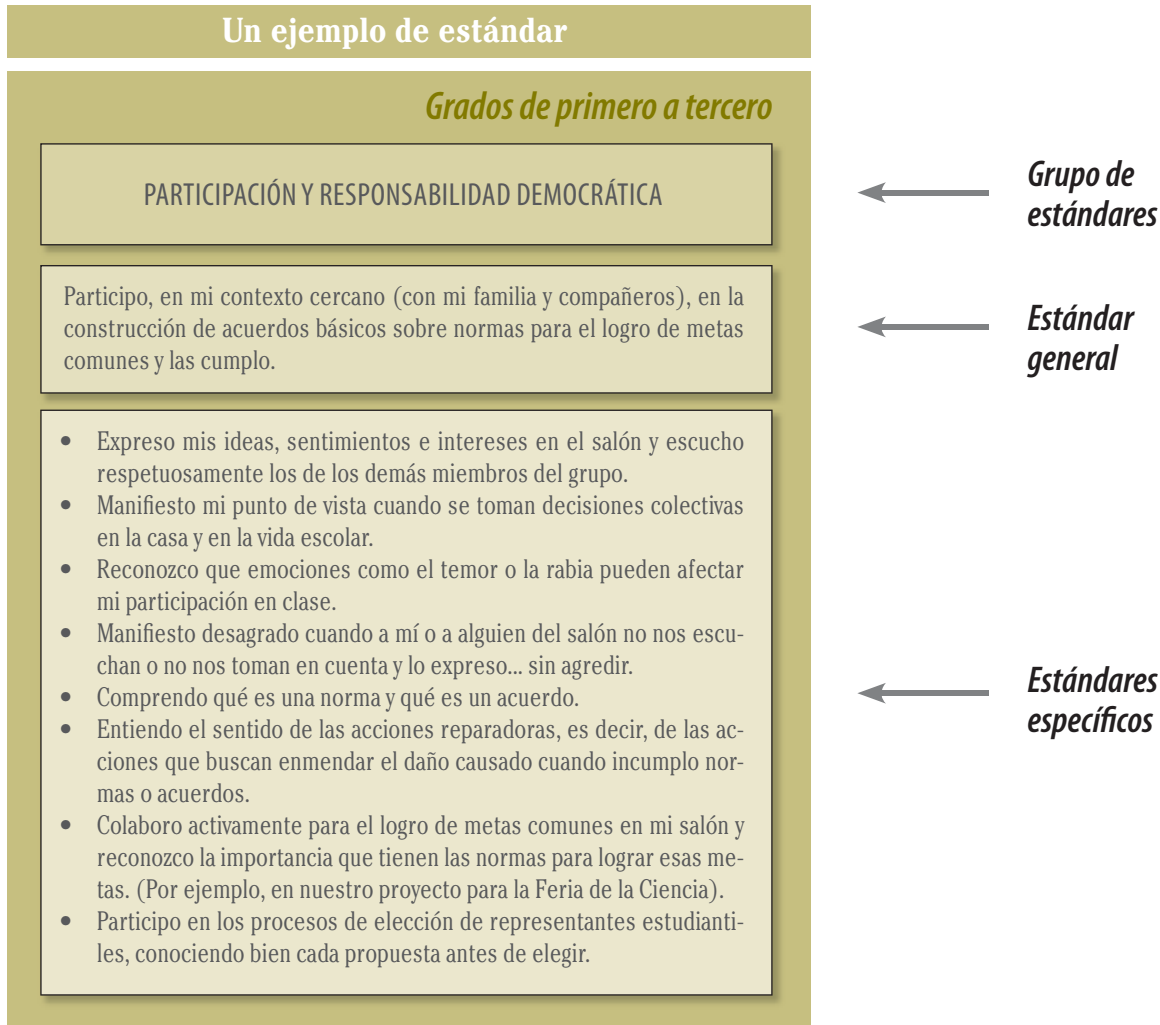 Un ejemplo de estándar
Grados de primero a tercero
PARTICIPACIÓN Y RESPONSABILIDAD DEMOCRÁTICA
Grupo de
estándares
Participo, en mi contexto cercano (con mi familia y compañeros), en la
construcción de acuerdos básicos sobre normas para el logro de metas
comunes y las cumplo.
Estándar
general
• Expreso mis ideas, sentimientos e intereses en el salón y escucho
respetuosamente los de los demás miembros del grupo.
• Manifiesto mi punto de vista cuando se toman decisiones colectivas
en la casa y en la vida escolar.
• Reconozco que emociones como el temor o la rabia pueden afectar
mi participación en clase.
• Manifiesto desagrado cuando a mí o a alguien del salón no nos escu-
chan o no nos toman en cuenta y lo expreso... sin agredir.
• Comprendo qué es una norma y qué es un acuerdo.
• Entiendo el sentido de las acciones reparadoras, es decir, de las ac-
ciones que buscan enmendar el daño causado cuando incumplo nor-
mas o acuerdos.
• Colaboro activamente para el logro de metas comunes en mi salón y
reconozco la importancia que tienen las normas para lograr esas me-
tas. (Por ejemplo, en nuestro proyecto para la Feria de la Ciencia).
• Participo en los procesos de elección de representantes estudianti-
les, conociendo bien cada propuesta antes de elegir.
Estándares
específicos